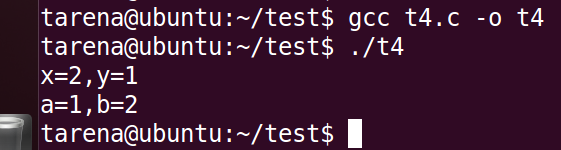 tarena@ubuntu:~/test$ gcc t4.c -o t4
tarena@ubuntu:~/test$ ./t4
x=2,y=1
a=1,b=2
tarena@ubuntu:~/test$